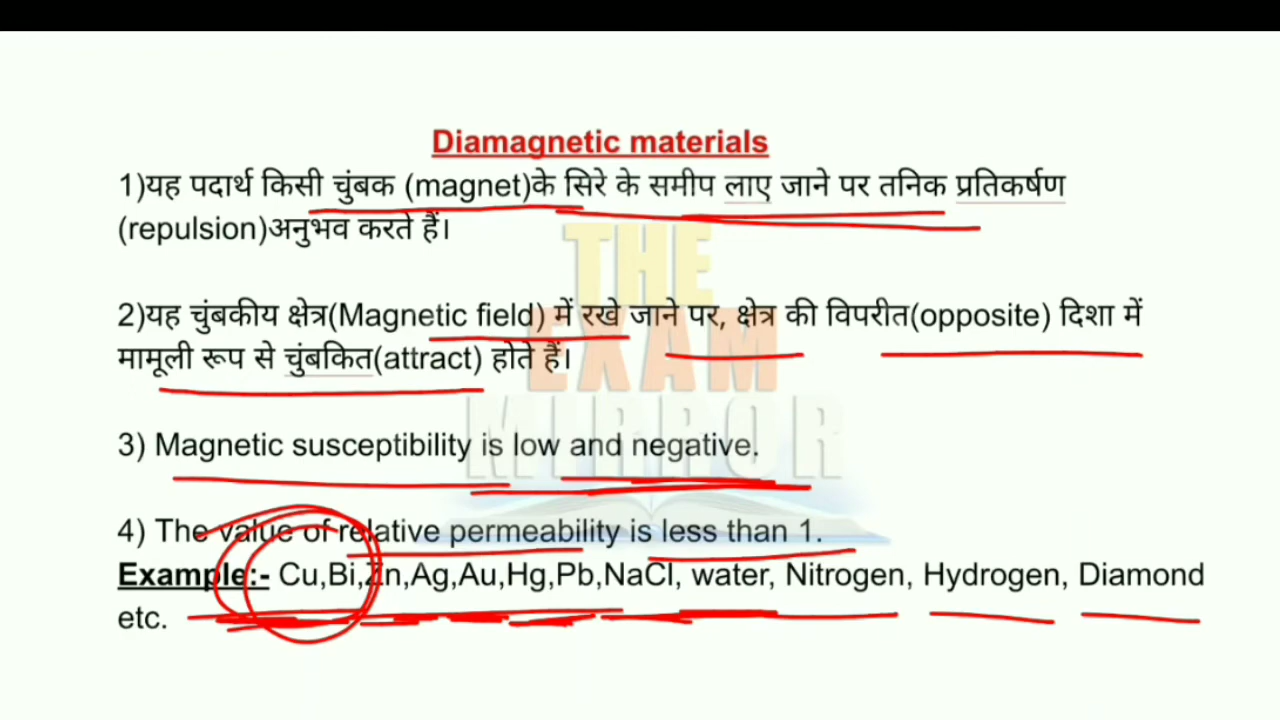 Diamagnetic materials
1)यह पदार्थ किसी चुंबक (magnet)के सिरे के समीप लाए जाने पर तनिक प्रतिकर्षण
(repulsion)अनुभव करते हैं।
2)यह चुंबकीय क्षेत्र(Magnetic field) में रखे जाने पर, क्षेत्र की विपरीत(opposite) दिशा में
मामूली रूप से चुंबकित(attract) होते हैं।
3) Magnetic susceptibility is low and negative.
4) The value of relative permeability is less than 1.
Example:- Cu,Bi,Zn,Ag,Au,Hg,Pb,NaCl, water, Nitrogen, Hydrogen, Diamond
etc.
THE
EXAM
MIRROR